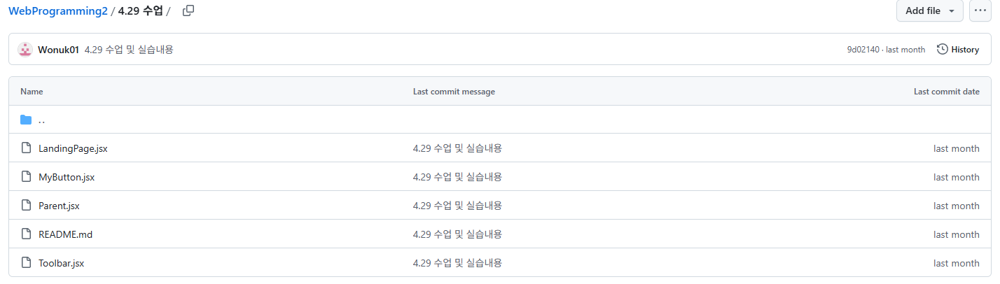 WebProgramming2 / 4.29 수업 /
Add file
Wonuk01 4.29 수업 및 실습내용
9d02140 · last month History
Name Last commit message Last commit date
..
LandingPage.jsx 4.29 수업 및 실습내용 last month
MyButton.jsx 4.29 수업 및 실습내용 last month
Parent.jsx 4.29 수업 및 실습내용 last month
README.md 4.29 수업 및 실습내용 last month
Toolbar.jsx 4.29 수업 및 실습내용 last month